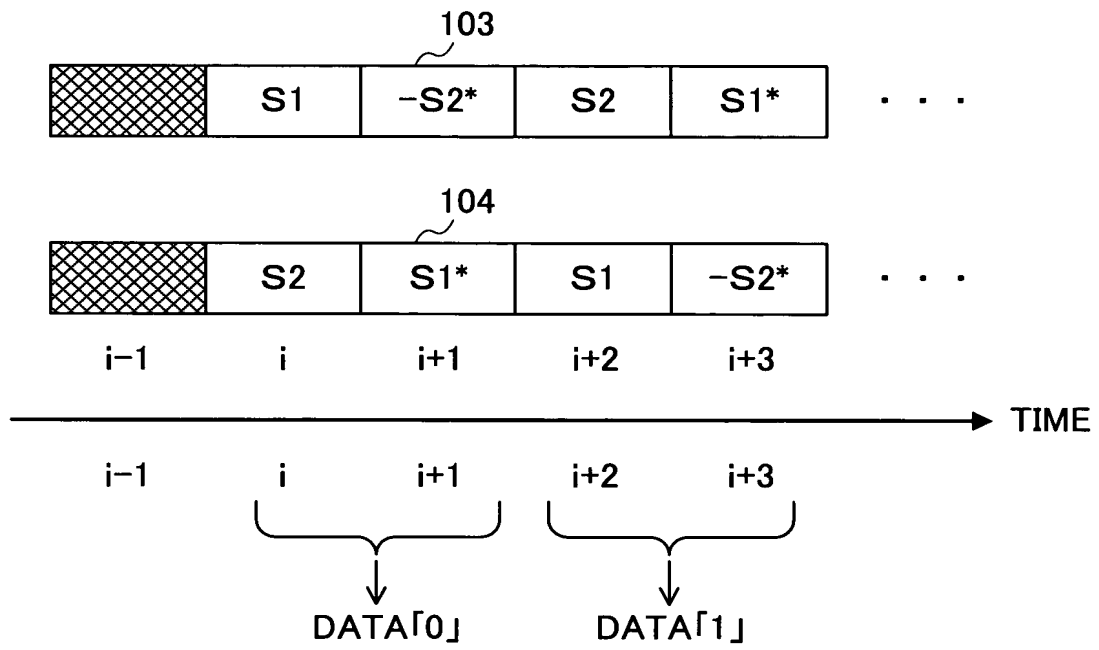 103
S1 -S2* S2 S1* · · ·
104
S2 S1* S1 -S2* · · ·
i-1 i i+1 i+2 i+3
TIME
i-1 i i+1 i+2 i+3
DATA「0」 DATA「1」